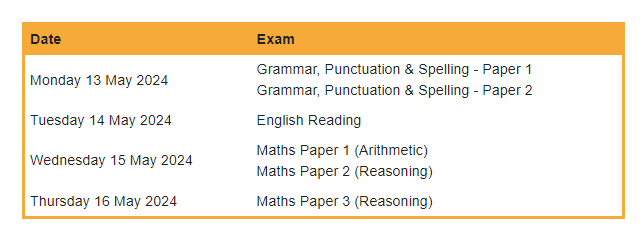 Date Exam
Monday 13 May 2024
Grammar, Punctuation & Spelling - Paper 1
Grammar, Punctuation & Spelling - Paper 2
Tuesday 14 May 2024 English Reading
Wednesday 15 May 2024
Maths Paper 1 (Arithmetic)
Maths Paper 2 (Reasoning)
Thursday 16 May 2024 Maths Paper 3 (Reasoning)